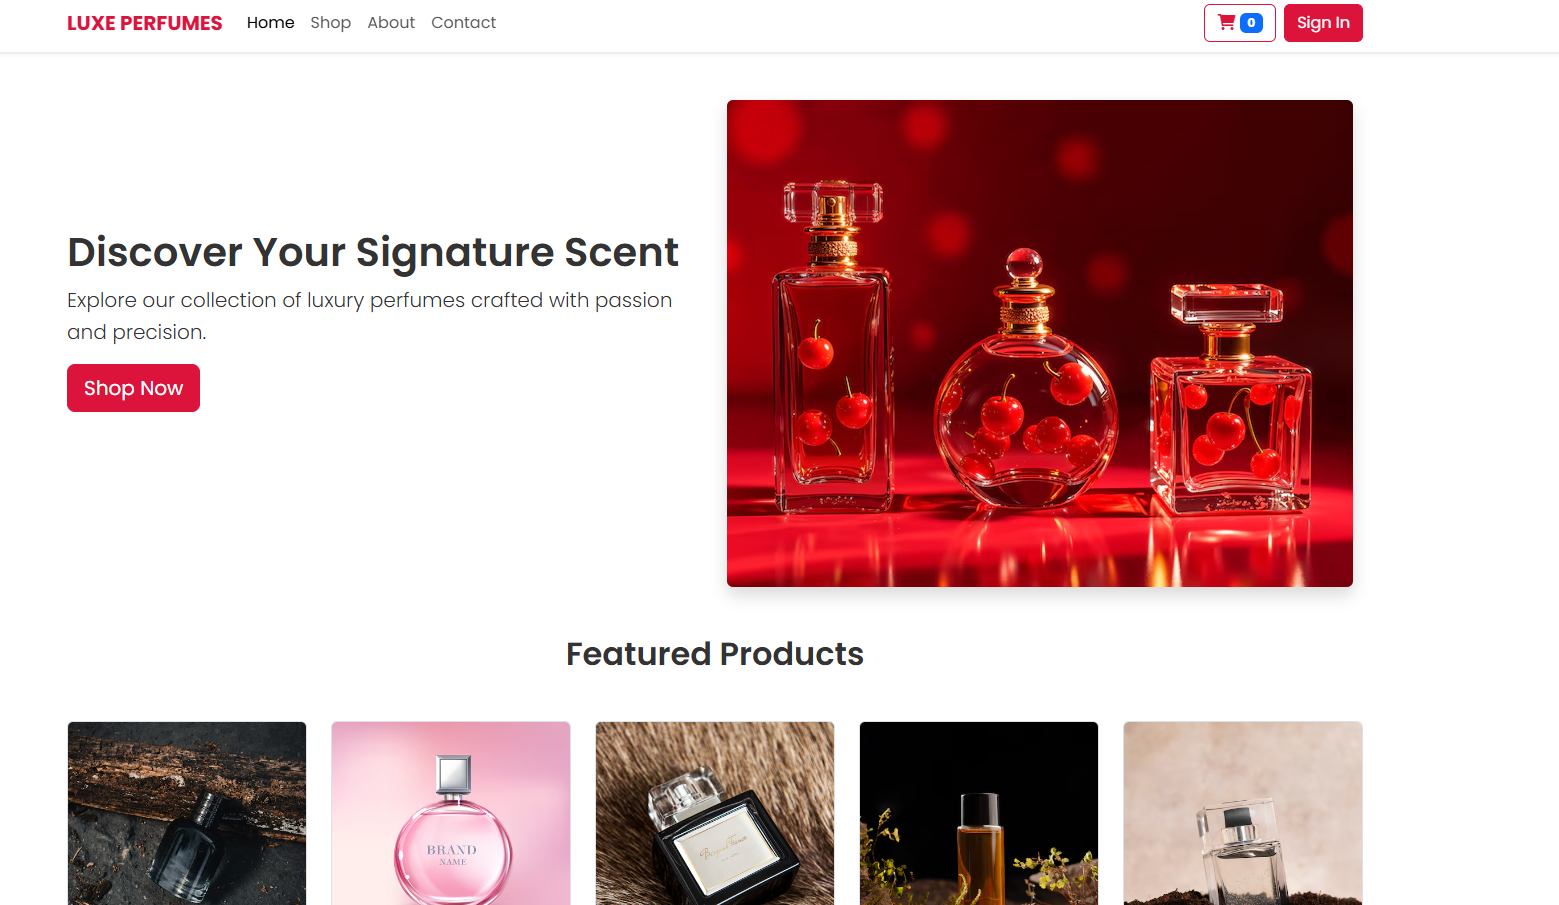 LUXE PERFUMES Home Shop About Contact 0 Sign In
Discover Your Signature Scent
Explore our collection of luxury perfumes crafted with passion
and precision.
Shop Now
Featured Products
BRAND
NAME